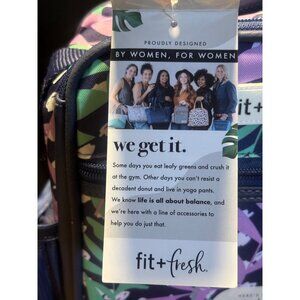 PROUDLY DESIGNED
BY WOMEN, FOR WOMEN
we get it.
Some days you eat leafy greens and crush it
at the gym. Other days you can't resist a
decadent donut and live in yoga pants.
We know life is all about balance, and
we're here with a line of accessories to
help you do just that.
fit+fresh.
fit+